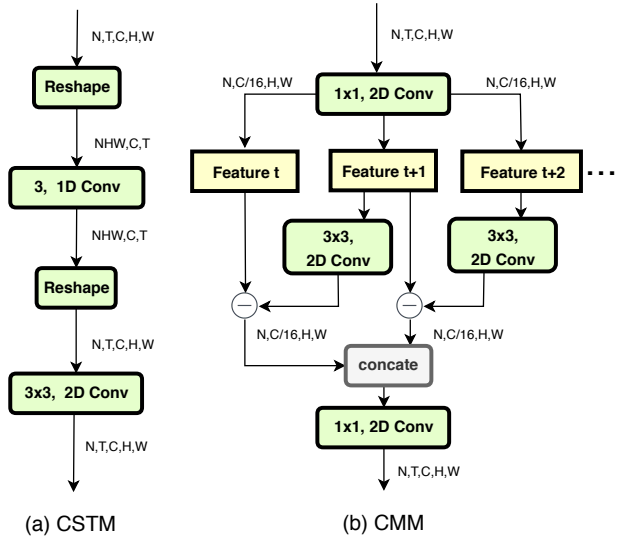 N,T,C,H,W
Reshape
NHW,C,T
3, 1D Conv
NHW,C,T
Reshape
N,T,C,H,W
3x3, 2D Conv
N,T,C,H,W
(a) CSTM
N,T,C,H,W
N,C/16,H,W
1x1, 2D Conv
N,C/16,H,W
Feature t
Feature t+1
Feature t+2
...
3x3,
2D Conv
3x3,
2D Conv
N,C/16,H,W
N,C/16,H,W
concate
1x1, 2D Conv
N,T,C,H,W
(b) CMM